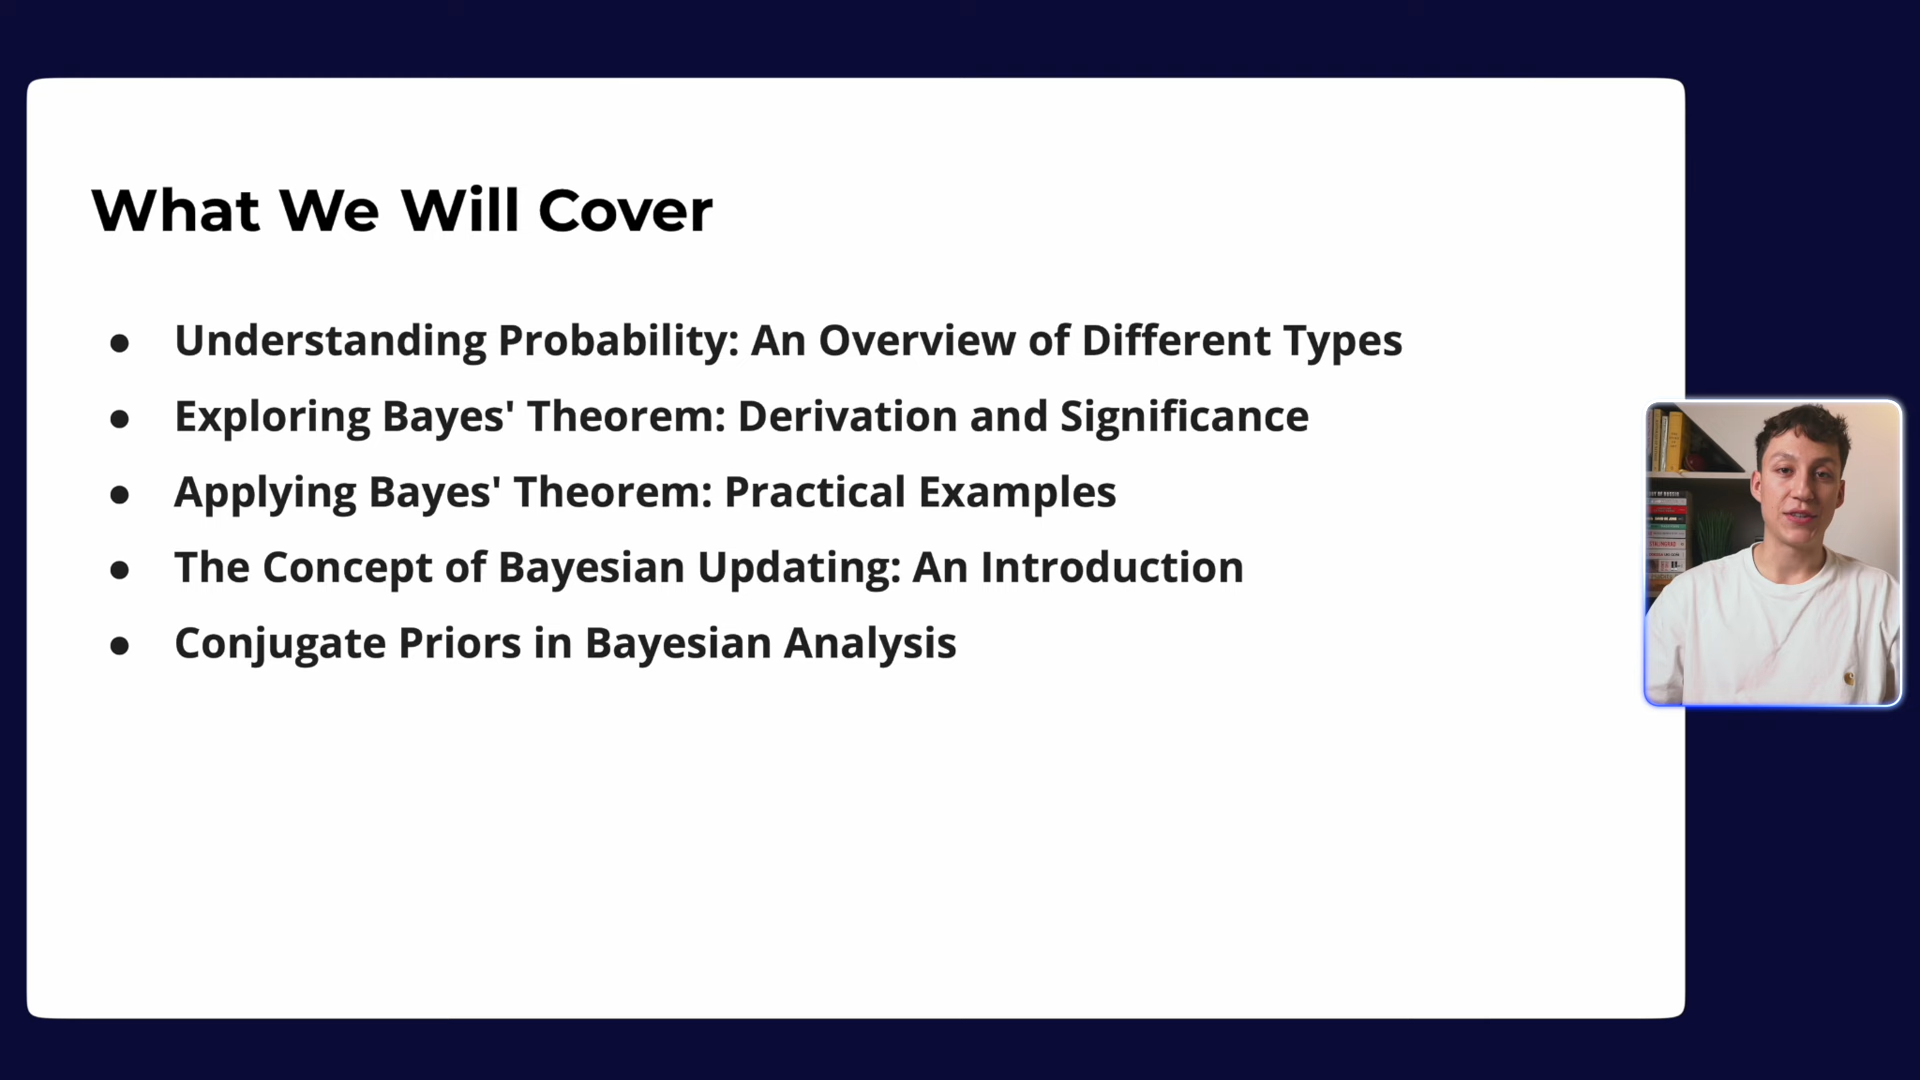 What We Will Cover
● Understanding Probability: An Overview of Different Types
● Exploring Bayes' Theorem: Derivation and Significance
● Applying Bayes' Theorem: Practical Examples
● The Concept of Bayesian Updating: An Introduction
● Conjugate Priors in Bayesian Analysis